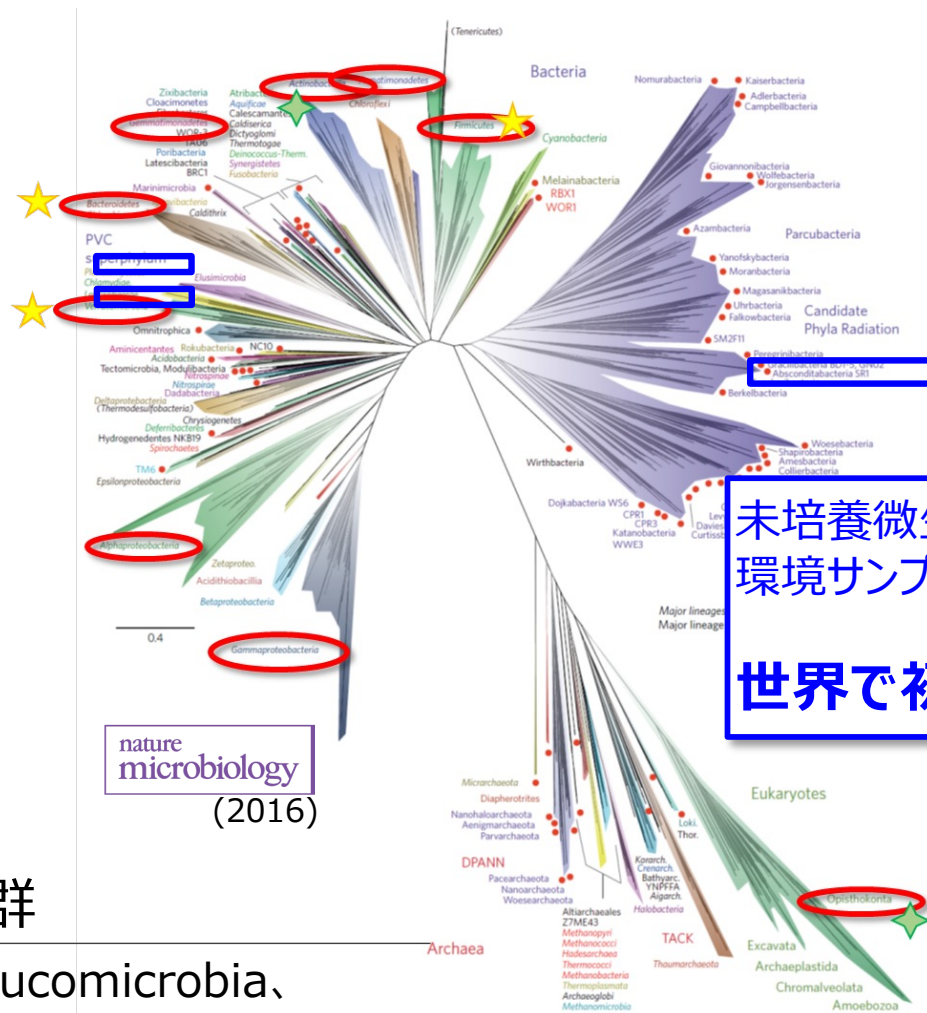 (Tenericutes)
Bacteria
Nomurabacteria
Kaiserbacteria
Adlerbacteria
Campbellbacteria
Zixibacteria
Cloacimonetes
Gemmatimonadetes
WOR-3
TA06
Poribacteria
Latescibacteria
BRC1
Aquificae
Calescamantes
Caldiserica
Dictyoglomi
Thermotogae
Deinococcus-Therm.
Synergistetes
Fusobacteria
Chloroflexi
Firmicutes
Cyanobacteria
Melainabacteria
RBX1
WOR1
Giovannonibacteria
Wolfebacteria
Jorgensenbacteria
Marinimicrobia
Bacteroidetes
Caldithrix
Azambacteria
Parcubacteria
PVC
superphylum
Chlamydiae,
Elusimicrobia
Yanofskybacteria
Moranbacteria
Magasanikbacteria
Uhrbacteria
Falkowbacteria
Candidate
Phyla Radiation
SM2F11
Omnitrophica
Aminicentantes
Rokubacteria
NC10
Acidobacteria
Tectomicrobia, Modulibacteria
Nitrospinae
Nitrospirae
Dadabacteria
Deltaprotebacteria
(Thermodesulfobacteria)
Chrysiogenetes
Deferribacteres
Hydrogenedentes NKB19
Spirochaetes
TM6
Epsilonproteobacteria
Peregrinibacteria
Absconditabacteria SR1
Berkelbacteria
Wirthbacteria
Woesebacteria
Shapirobacteria
Amesbacteria
Collierbacteria
Dojkabacteria WS6
CPR1
CPR3
Katanobacteria
WWE3
未培養微
環境サンプ
世界で初
Alphaproteobacteria
Zetaproteo.
Acidithiobacillia
Betaproteobacteria
Major lineages
Major lineage
0.4
Gammaproteobacteria
nature
microbiology
(2016)
Micrarchaeota
Diapherotrites
Nanohaloarchaeota
Aenigmarchaeota
Parvarchaeota
Loki.
Thor.
Eukaryotes
DPANN
Pacearchaeota
Nanoarchaeota
Woesearchaeota
Korarch.
Crenarch.
Bathyarc.
YNPFFA
Aigarch.
Halobacteria
Opisthokonta
Altiarchaeales
Z7ME43
Methanopyri
Methanococci
Hadesarchaea
Thermococci
Methanobacteria
Thermoplasmata
Archaeoglobi
Methanomicrobia
TACK
Thaumarchaeota
Excavata
Archaeplastida
Chromalveolata
Amoebozoa
群
Archaea
ucomicrobia、